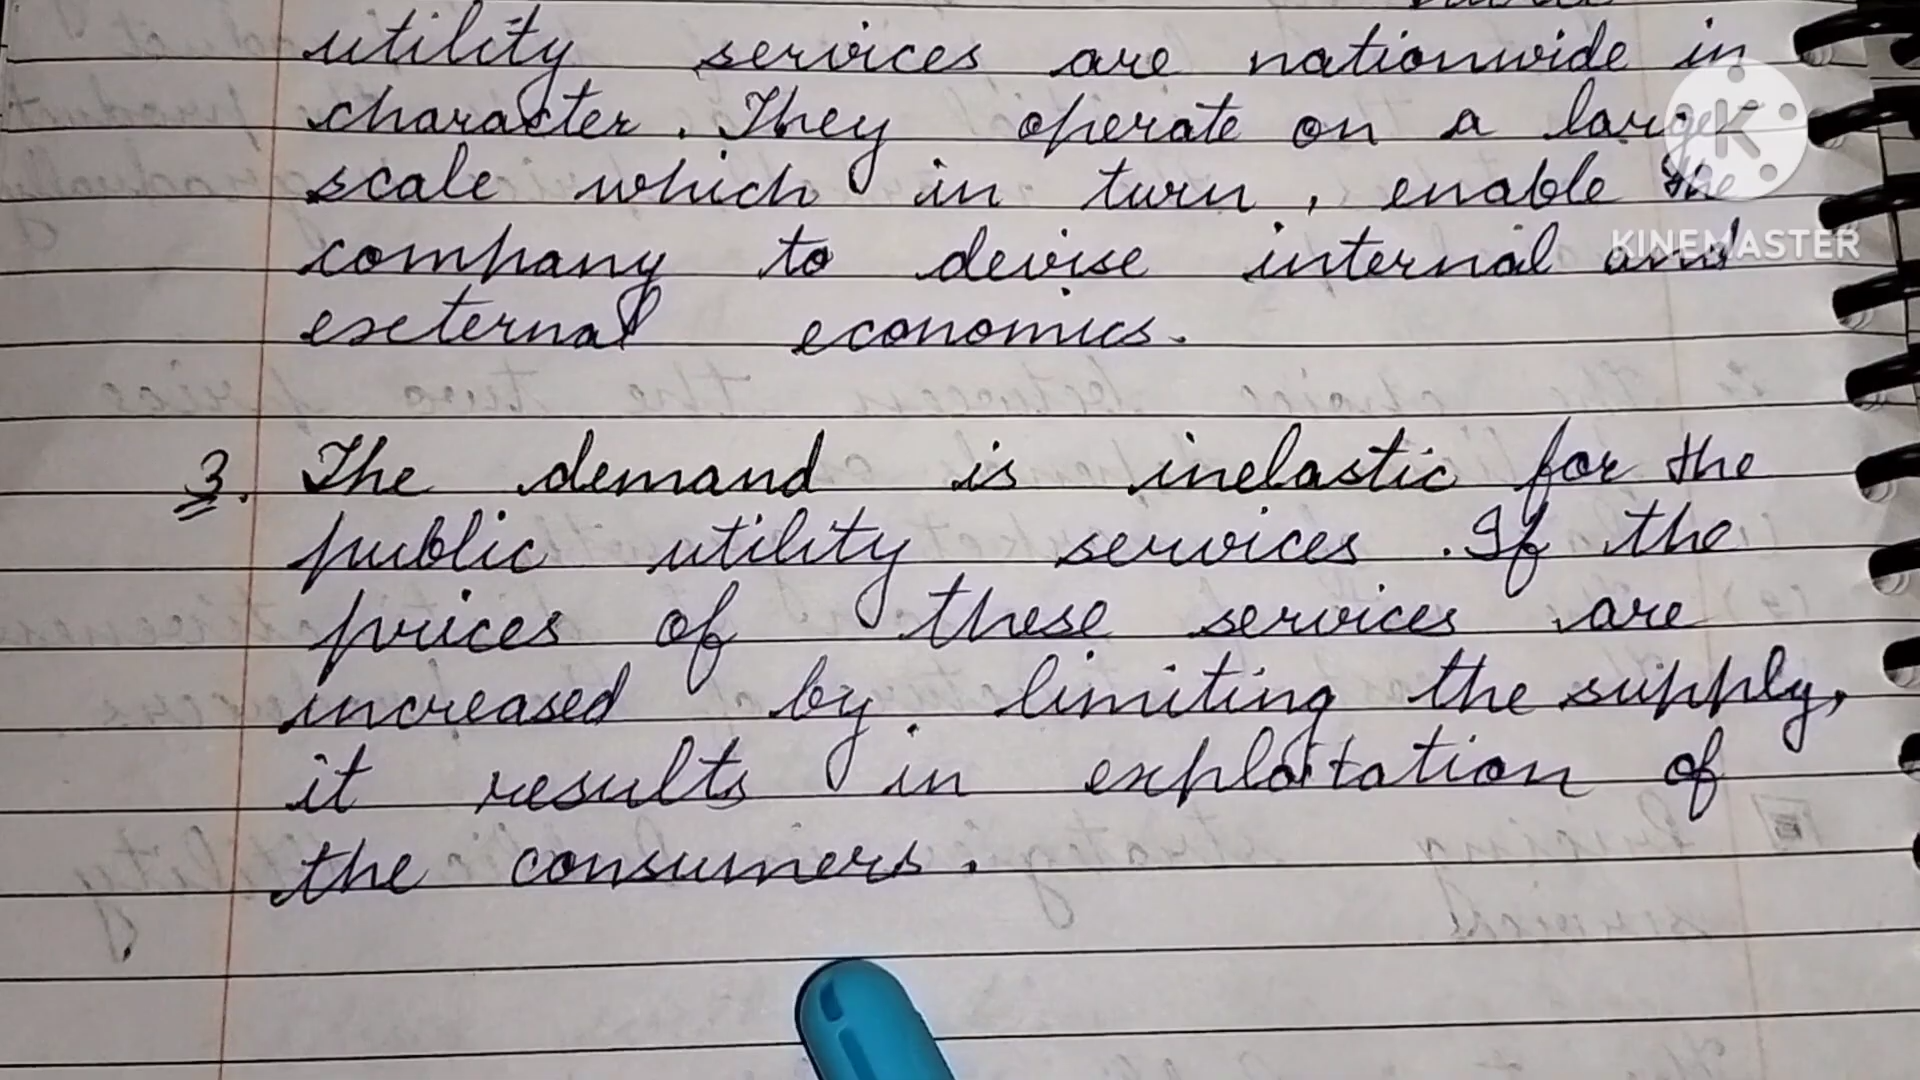 utility services are nationwide in
character. They operate on a large
scale which in turn, enable the
company to devise internal and
external economics.
3. The demand is inelastic for the
public utility services. If the
prices of these services are
increased by limiting the supply,
it results in exploitation of
the consumers.
K
KINEMASTER